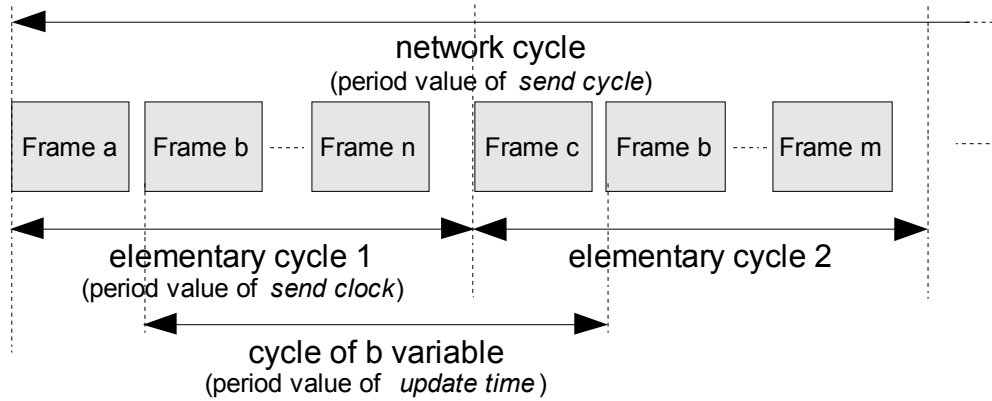 network cycle
(period value of send cycle)
Frame a Frame b Frame n Frame c Frame b Frame m
elementary cycle 1 elementary cycle 2
(period value of send clock)
cycle of b variable
(period value of update time)